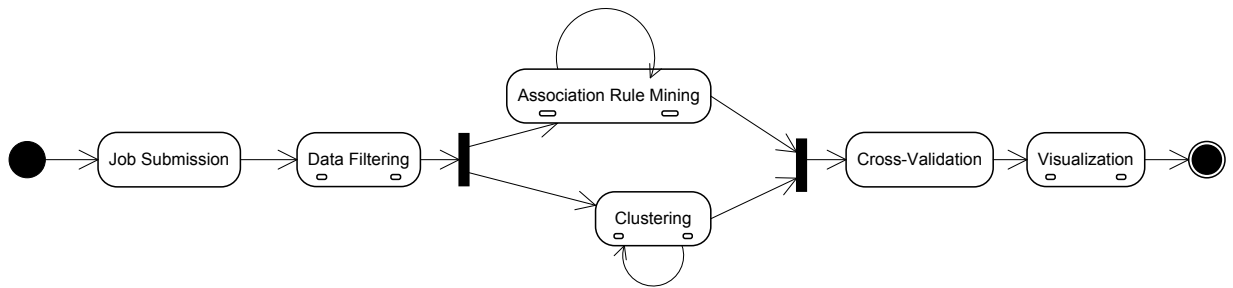 Job Submission
Data Filtering
Association Rule Mining
Clustering
Cross-Validation
Visualization